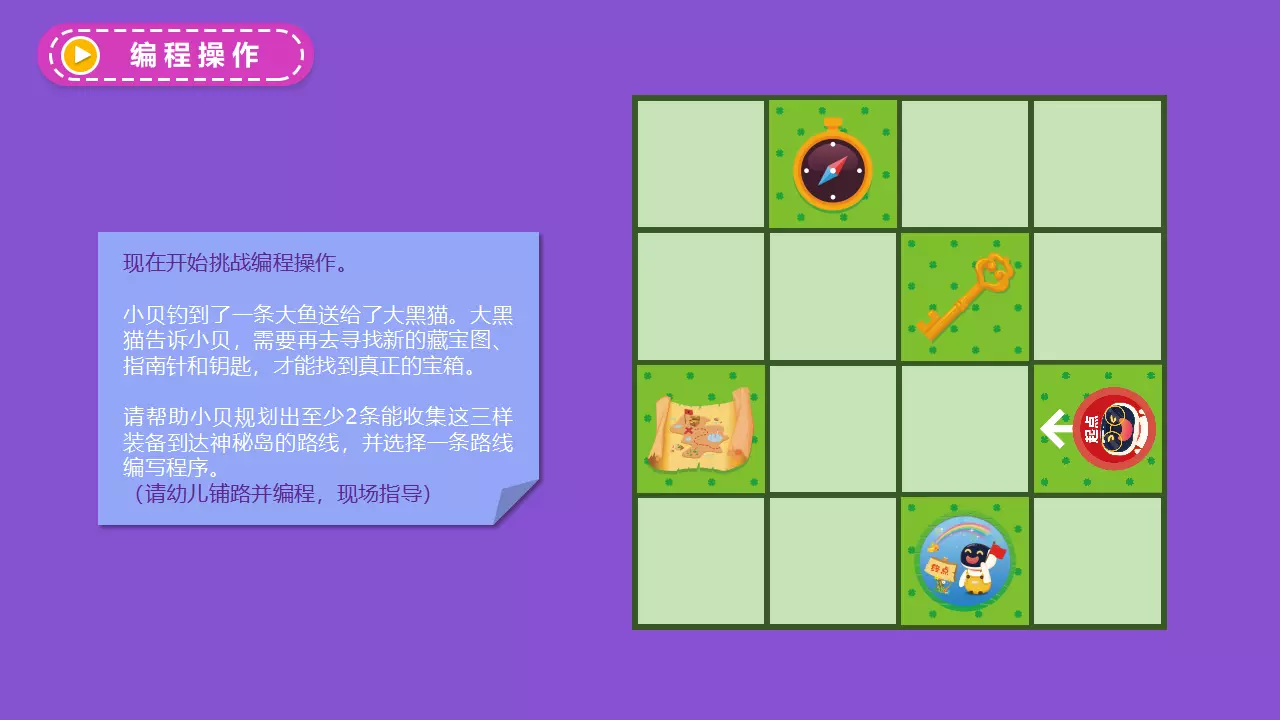 编程操作
现在开始挑战编程操作。
小贝钓到了一条大鱼送给了大黑猫。大黑
猫告诉小贝，需要再去寻找新的藏宝图、
指南针和钥匙，才能找到真正的宝箱。
请帮助小贝规划出至少2条能收集这三样
装备到达神秘岛的路线，并选择一条路线
编写程序。
（请幼儿铺路并编程，现场指导）
起点
终点